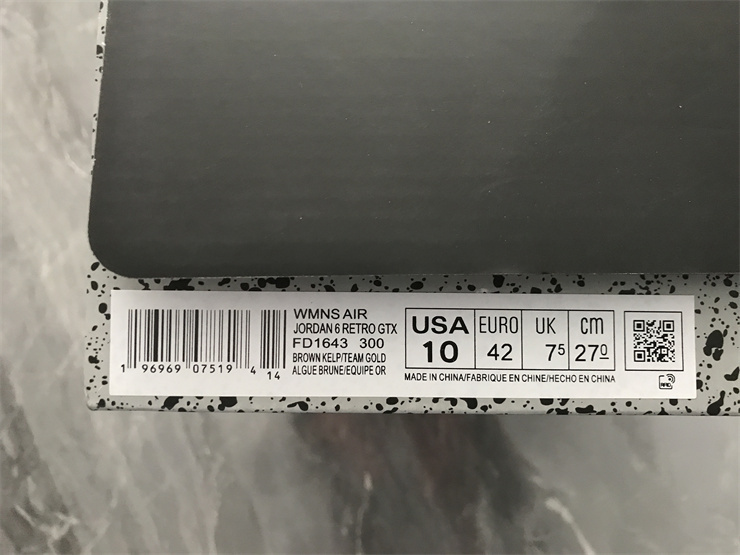 WMNS AIR
JORDAN 6 RETRO GTX
FD1643 300
BROWN KELP/TEAM GOLD
ALGUE BRUNE/EQUIPE OR
USA EURO UK cm
10 42 7⁵ 27⁰
MADE IN CHINA/FABRIQUE EN CHINE/HECHO EN CHINA
1 96969 07519 4
14
RFID